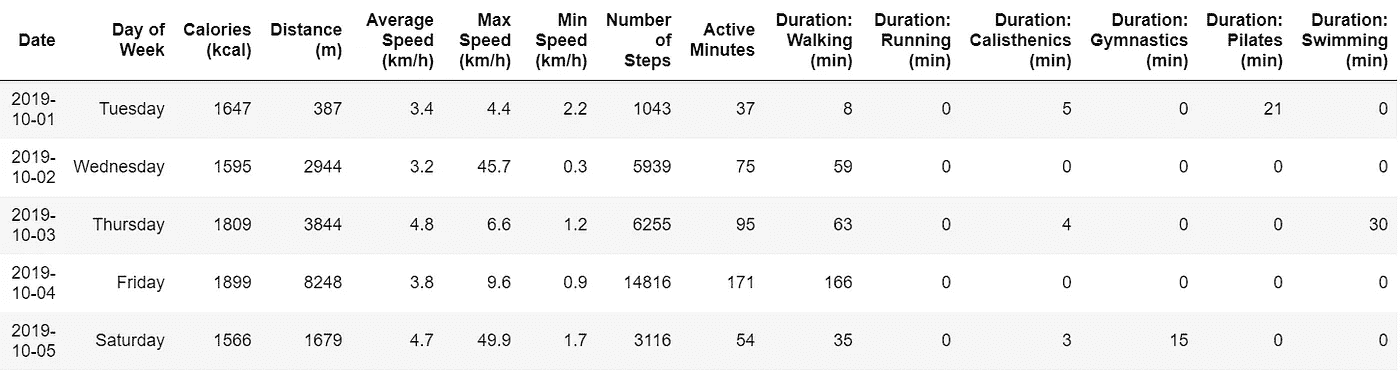 Date Day of Week Calories (kcal) Distance (m) Average Speed (km/h) Max Speed (km/h) Min Speed (km/h) Number of Steps Active Minutes Duration: Walking (min) Duration: Running (min) Duration: Calisthenics (min) Duration: Gymnastics (min) Duration: Pilates (min) Duration: Swimming (min)
2019-10-01 Tuesday 1647 387 3.4 4.4 2.2 1043 37 8 0 5 0 21 0
2019-10-02 Wednesday 1595 2944 3.2 45.7 0.3 5939 75 59 0 0 0 0 0
2019-10-03 Thursday 1809 3844 4.8 6.6 1.2 6255 95 63 0 4 0 0 30
2019-10-04 Friday 1899 8248 3.8 9.6 0.9 14816 171 166 0 0 0 0 0
2019-10-05 Saturday 1566 1679 4.7 49.9 1.7 3116 54 35 0 3 15 0 0